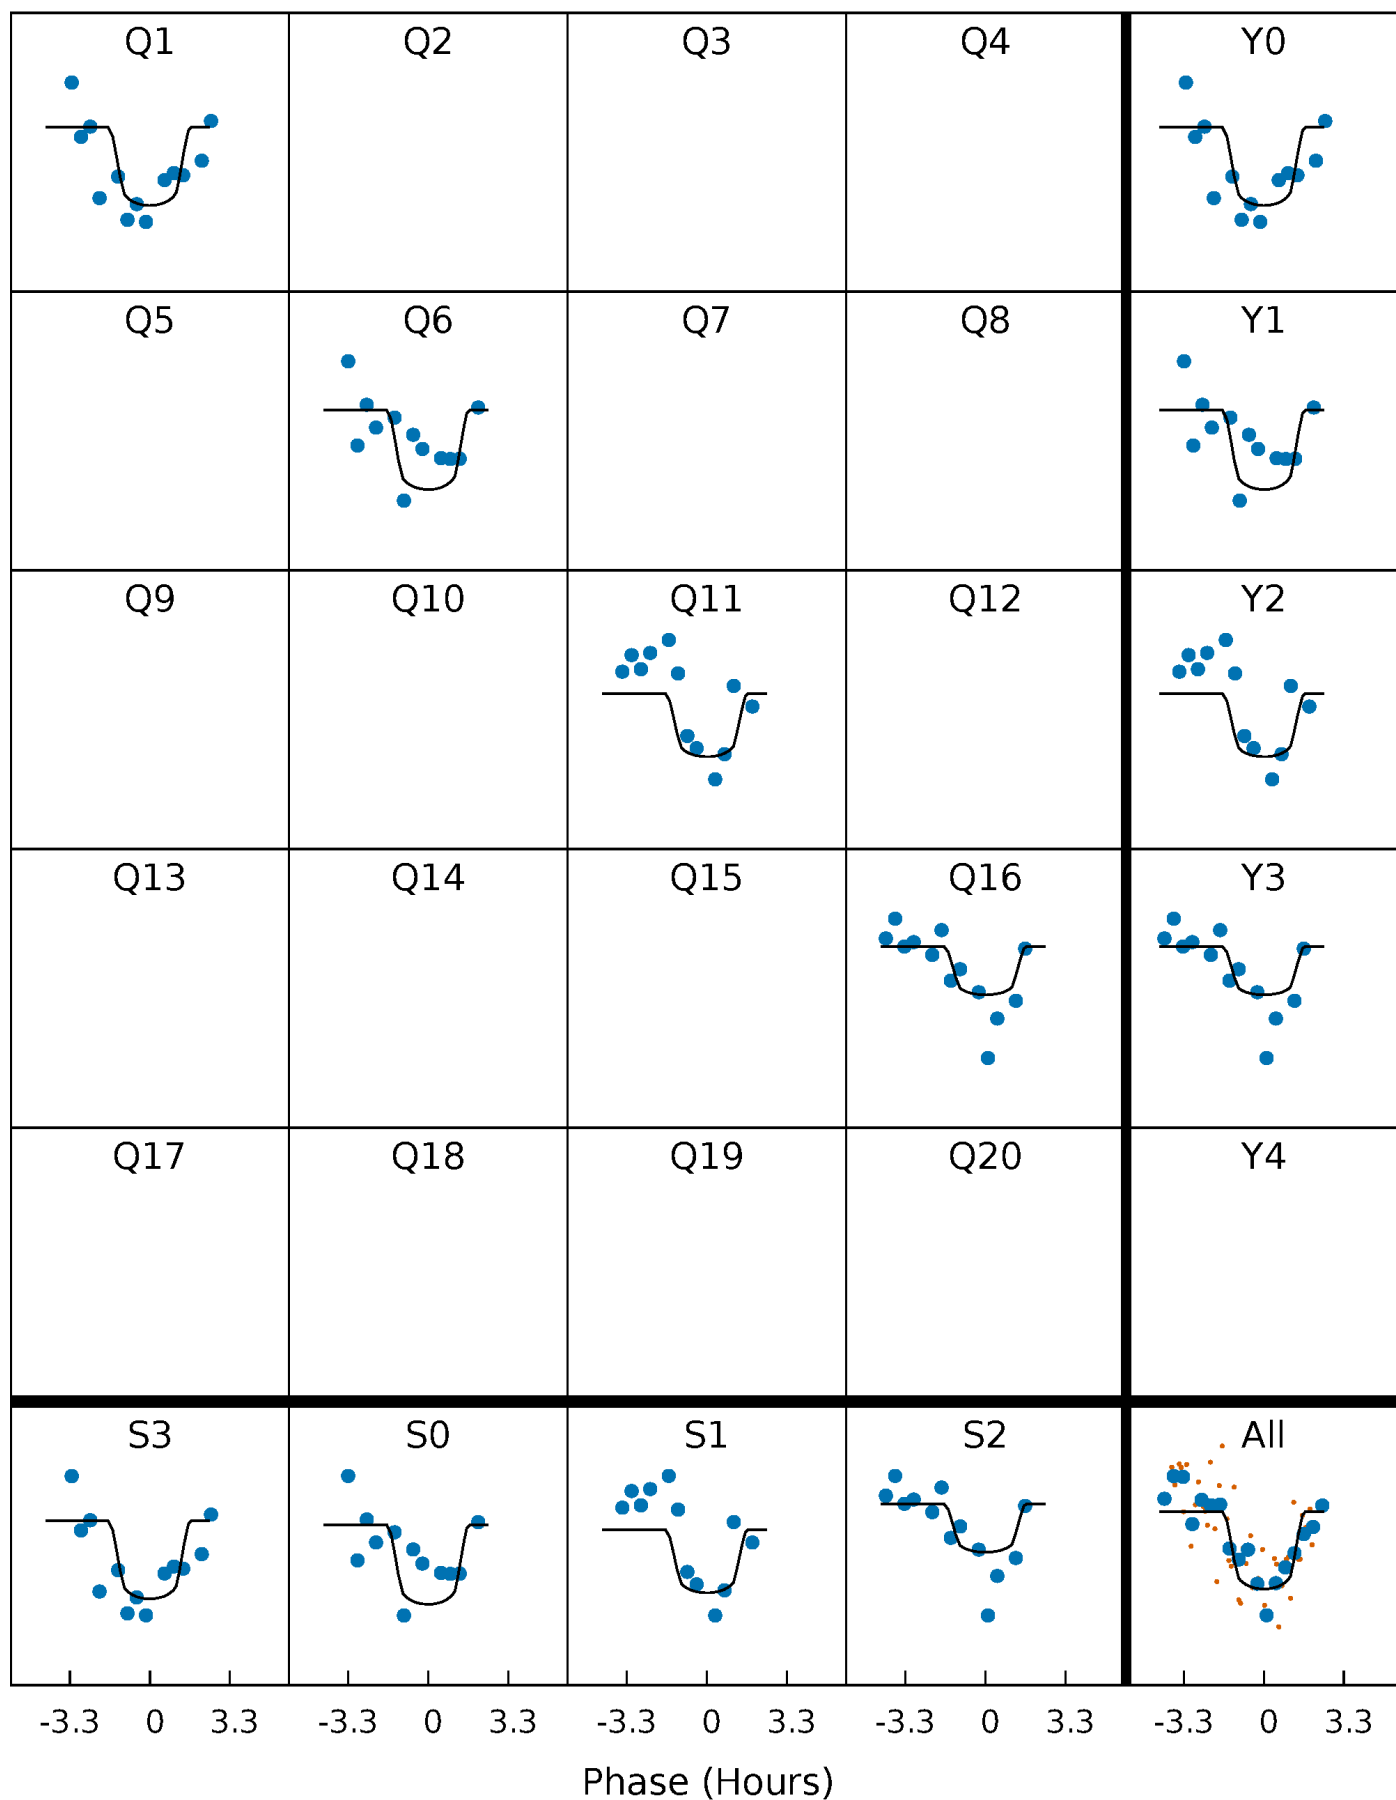 Q1 Q2 Q3 Q4 Y0
Q5 Q6 Q7 Q8 Y1
Q9 Q10 Q11 Q12 Y2
Q13 Q14 Q15 Q16 Y3
Q17 Q18 Q19 Q20 Y4
S3 S0 S1 S2 All
-3.3 0 3.3 -3.3 0 3.3 -3.3 0 3.3 -3.3 0 3.3 -3.3 0 3.3
Phase (Hours)